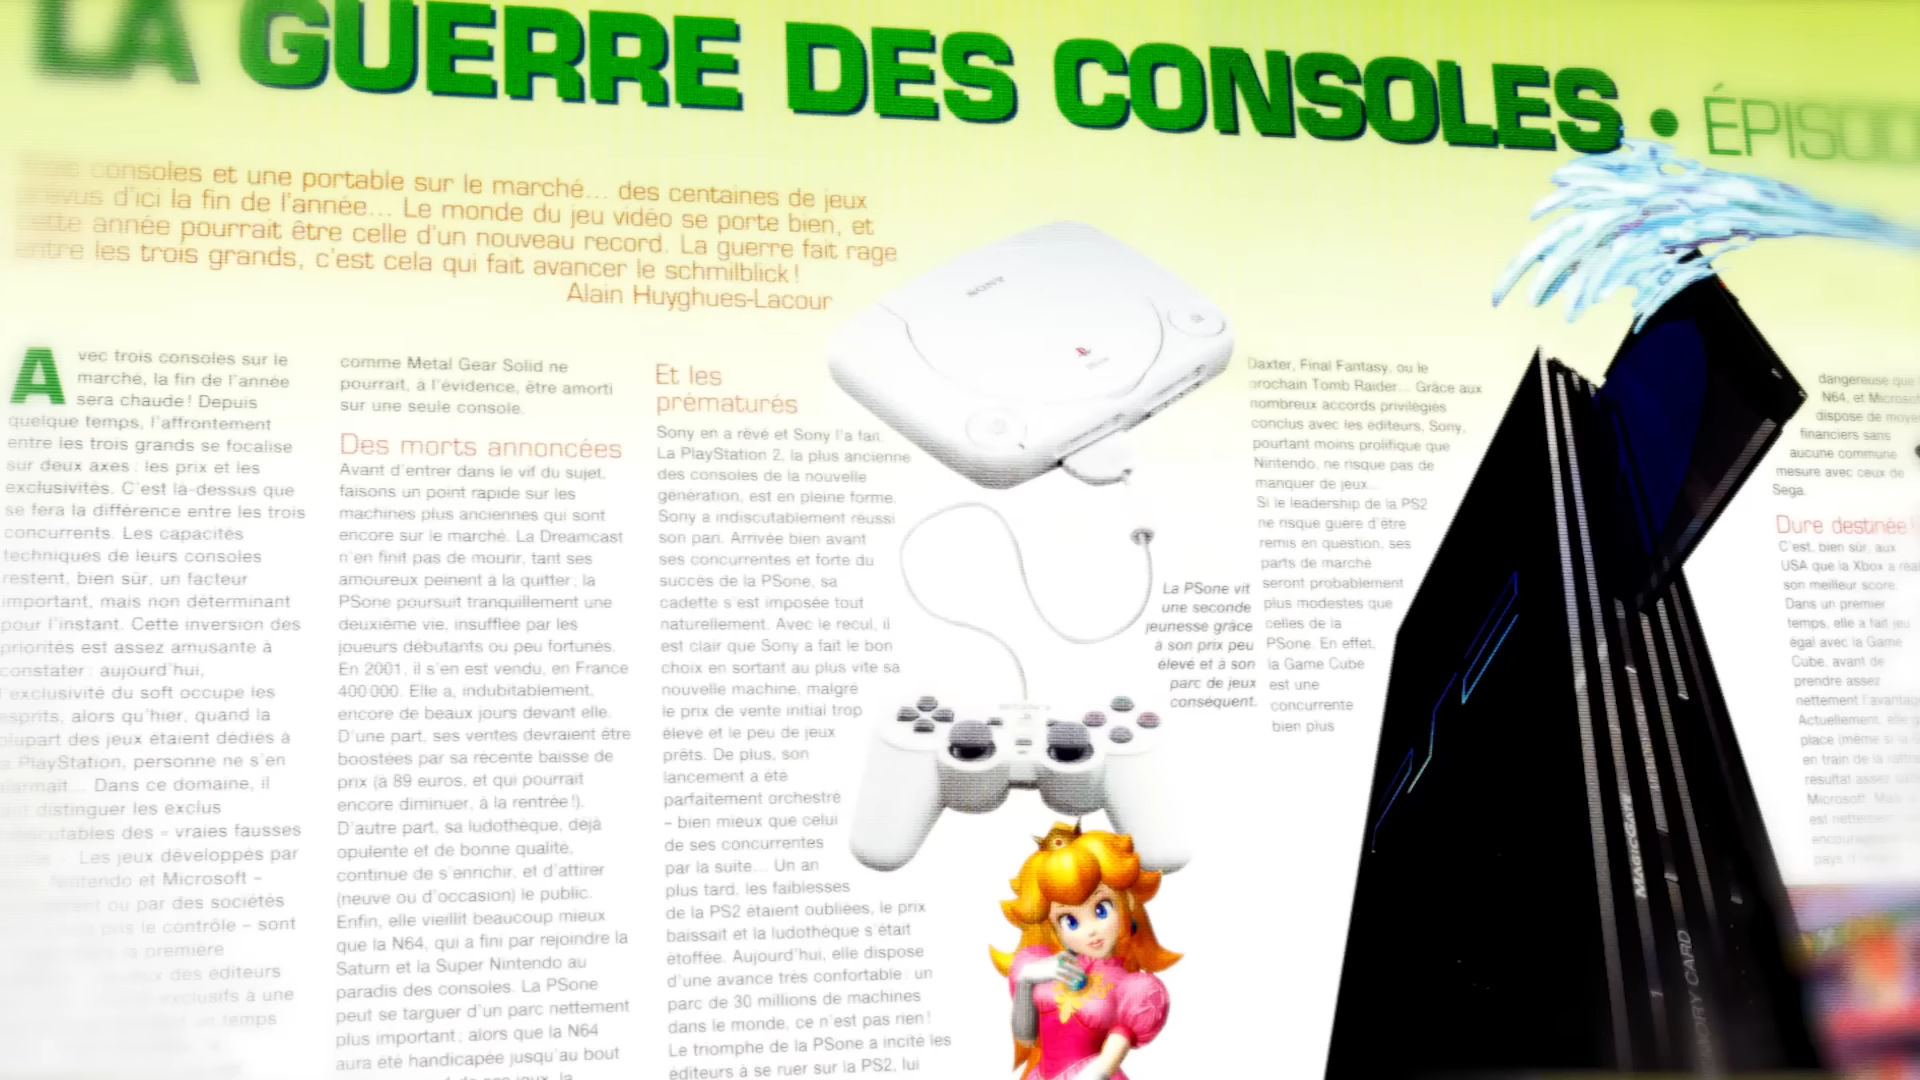 LA GUERRE DES CONSOLES •
consoles et une portable sur le marché... des centaines de jeux
d'ici la fin de l'année... Le monde du jeu vidéo se porte bien, et
cette année pourrait être celle d'un nouveau record. La guerre fait rage
entre les trois grands, c'est cela qui fait avancer le schmilblick !
Alain Huyghues-Lacour
Avec trois consoles sur le
marché, la fin de l'année
sera chaude ! Depuis
quelque temps, l'affrontement
entre les trois grands se focalise
sur deux axes : les prix et les
exclusivités. C'est là-dessus que
se fera la différence entre les trois
concurrents. Les capacités
techniques de leurs consoles
restent, bien sûr, un facteur
important, mais non déterminant
pour l'instant. Cette inversion des
priorités est assez amusante à
constater : aujourd'hui,
l'exclusivité du soft occupe les
esprits, alors qu'hier, quand la
plupart des jeux étaient dédiés à
la PlayStation, personne ne s'en
Dans ce domaine, il
distinguer les exclus
des « vraies fausses
Les jeux développés par
Nintendo et Microsoft –
ou par des sociétés
le contrôle – sont
première
des éditeurs
exclusifs à une
temps
comme Metal Gear Solid ne
pourrait, à l'évidence, être amorti
sur une seule console.
Des morts annoncées
Avant d'entrer dans le vif du sujet,
faisons un point rapide sur les
machines plus anciennes qui sont
encore sur le marché. La Dreamcast
n'en finit pas de mourir, tant ses
amoureux peinent à la quitter ; la
PSone poursuit tranquillement une
deuxième vie, insufflée par les
joueurs débutants ou peu fortunés.
En 2001, il s'en est vendu, en France
400 000. Elle a, indubitablement,
encore de beaux jours devant elle.
D'une part, ses ventes devraient être
boostées par sa récente baisse de
prix (à 89 euros, et qui pourrait
encore diminuer, à la rentrée !).
D'autre part, sa ludothèque, déjà
opulente et de bonne qualité,
continue de s'enrichir, et d'attirer
(neuve ou d'occasion) le public.
Enfin, elle vieillit beaucoup mieux
que la N64, qui a fini par rejoindre la
Saturn et la Super Nintendo au
paradis des consoles. La PSone
peut se targuer d'un parc nettement
plus important ; alors que la N64
aura été handicapée jusqu'au bout
Et les
prématurés
Sony en a rêvé et Sony l'a fait.
La PlayStation 2, la plus ancienne
des consoles de la nouvelle
génération, est en pleine forme.
Sony a indiscutablement réussi
son pari. Arrivée bien avant
ses concurrentes et forte du
succès de la PSone, sa
cadette s'est imposée tout
naturellement. Avec le recul, il
est clair que Sony a fait le bon
choix en sortant au plus vite sa
nouvelle machine, malgré
le prix de vente initial trop
élevé et le peu de jeux
prêts. De plus, son
lancement a été
parfaitement orchestré
– bien mieux que celui
de ses concurrentes
par la suite... Un an
plus tard, les faiblesses
de la PS2 étaient oubliées, le prix
baissait et la ludothèque s'était
étoffée. Aujourd'hui, elle dispose
d'une avance très confortable : un
parc de 30 millions de machines
dans le monde, ce n'est pas rien !
Le triomphe de la PSone a incité les
éditeurs à se ruer sur la PS2, lui
SONY
La PSone vit
une seconde
jeunesse grâce
à son prix peu
élevé et à son
parc de jeux
conséquent.
Daxter, Final Fantasy, ou le
prochain Tomb Raider... Grâce aux
nombreux accords privilégiés
conclus avec les éditeurs, Sony,
pourtant moins prolifique que
Nintendo, ne risque pas de
manquer de jeux...
Si le leadership de la PS2
ne risque guère d'être
remis en question, ses
parts de marché
seront probablement
plus modestes que
celles de la
PSone. En effet,
la Game Cube
est une
concurrente
bien plus
MAGICGATE
MEMORY CARD
dangereuse que
N64, et Microsoft
dispose de moyens
financiers sans
aucune commune
mesure avec ceux de
Sega.
Dure destinée
C'est, bien sûr, aux
USA que la Xbox a
son meilleur score.
Dans un premier
temps, elle a fait jeu
égal avec la Game
Cube, avant de
prendre assez
nettement l'avantage
Actuellement, elle
place (même si
en train de la
résultat assez
Microsoft. Mais
est nettement